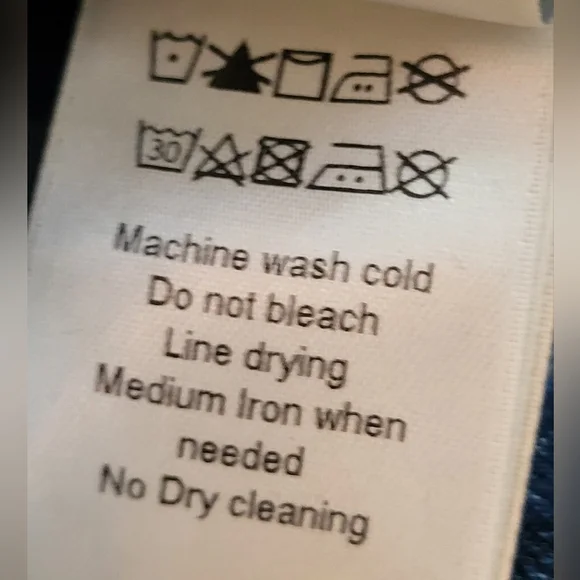 30
Machine wash cold
Do not bleach
Line drying
Medium Iron when
needed
No Dry cleaning